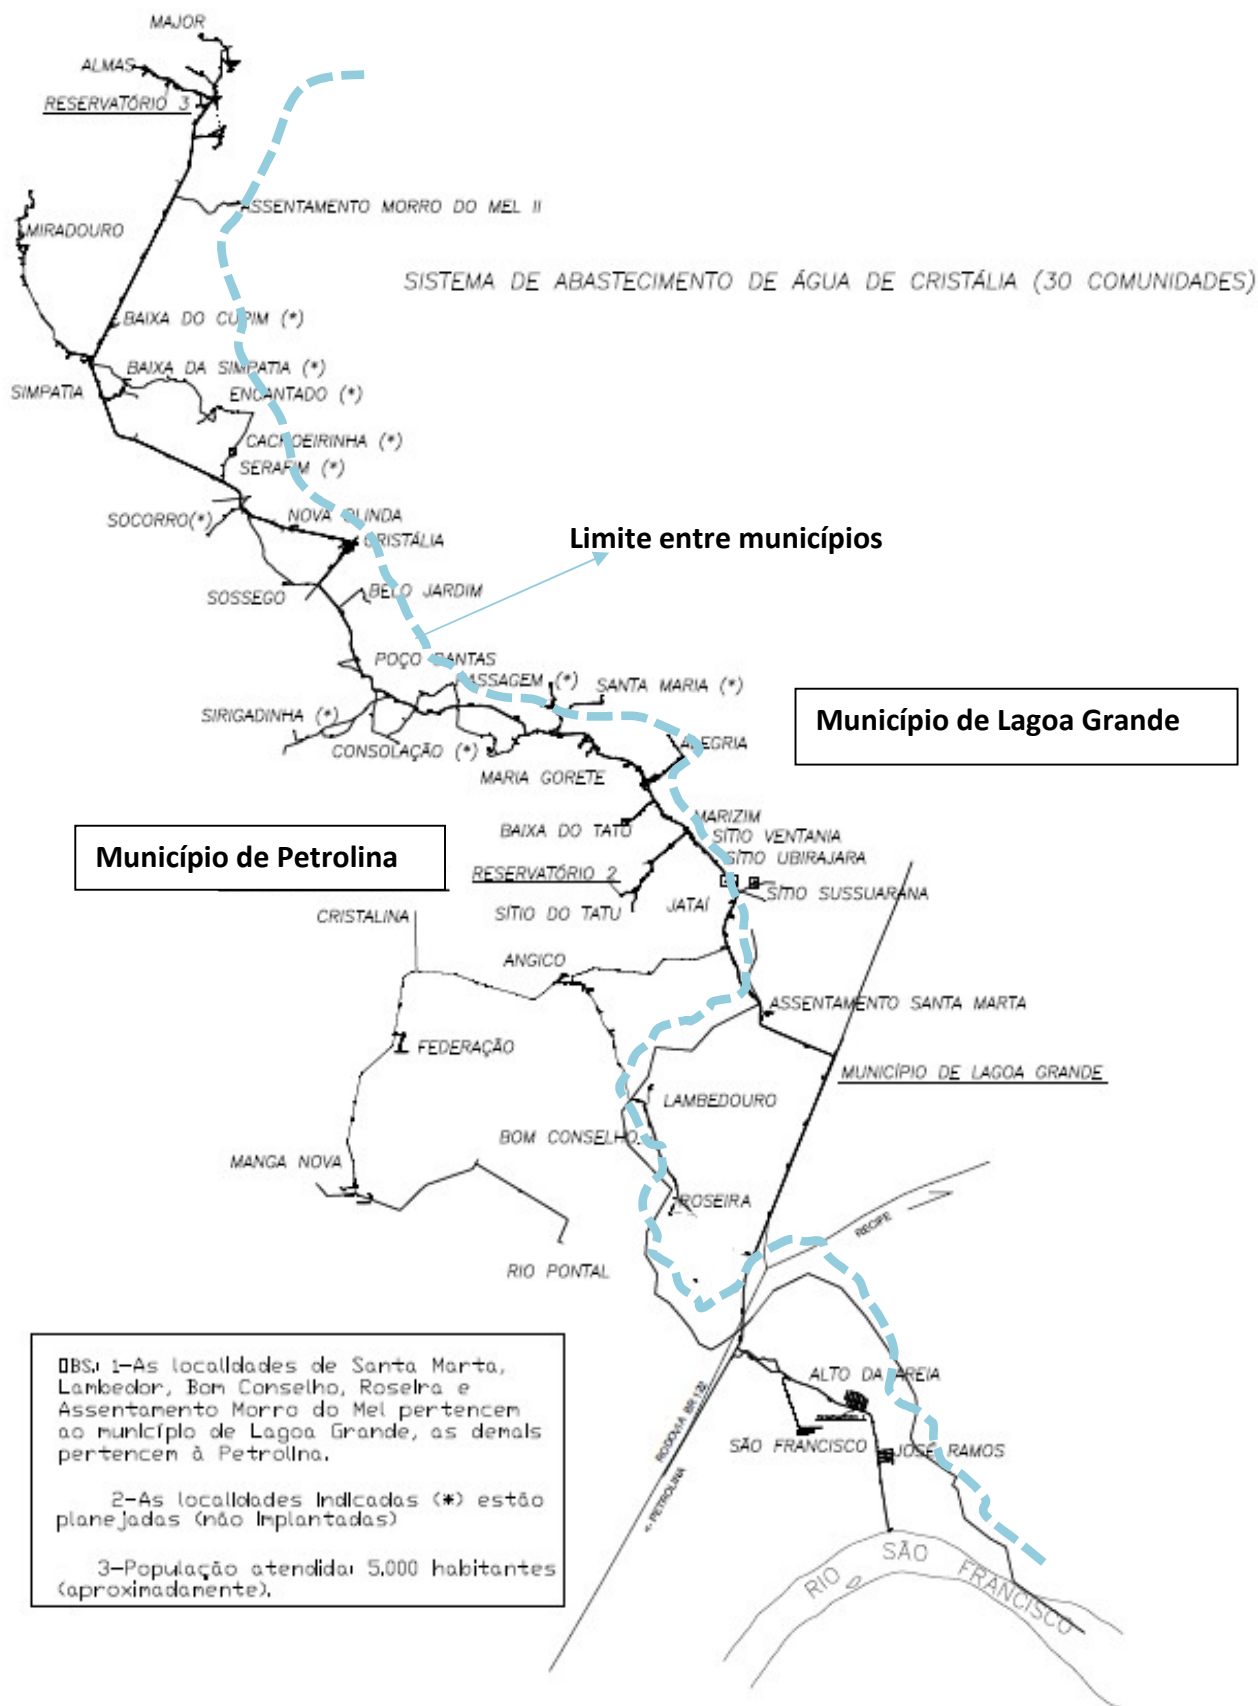 MAJOR
ALMAS
RESERVATÓRIO 3
ASSENTAMENTO MORRO DO MEL II
MIRADOURO
SISTEMA DE ABASTECIMENTO DE ÁGUA DE CRISTÁLIA (30 COMUNIDADES)
BAIXA DO CUPIM (*)
BAIXA DA SIMPATIA (*)
SIMPATIA
ENCANTADO (*)
CACHOEIRINHA (*)
SERAFIM (*)
SOCORRO(*)
NOVA OLINDA
CRISTÁLIA
Limite entre municípios
SOSSEGO
BELO JARDIM
POÇO DANTAS
PASSAGEM (*)
SANTA MARIA (*)
SIRIGADINHA (*)
CONSOLAÇÃO (*)
ALEGRIA
Município de Lagoa Grande
MARIA GORETE
MARIZIM
BAIXA DO TATU
SÍTIO VENTANIA
Município de Petrolina
SÍTIO UBIRAJARA
RESERVATÓRIO 2
SÍTIO SUSSUARANA
JATAÍ
SÍTIO DO TATU
CRISTALINA
ANGICO
ASSENTAMENTO SANTA MARTA
FEDERAÇÃO
MUNICÍPIO DE LAGOA GRANDE
LAMBEDOURO
BOM CONSELHO
MANGA NOVA
ROSEIRA
RECIFE
RIO PONTAL
OBS: 1-As localidades de Santa Marta,
Lambedor, Bom Conselho, Roseira e
Assentamento Morro do Mel pertencem
ao município de Lagoa Grande, as demais
pertencem à Petrolina.
2-As localidades indicadas (*) estão
planejadas (não implantadas)
3-População atendida: 5.000 habitantes
(aproximadamente).
ALTO DA AREIA
RODOVIA BR 122
SÃO FRANCISCO
JOSÉ RAMOS
<- PETROLINA
RIO SÃO FRANCISCO